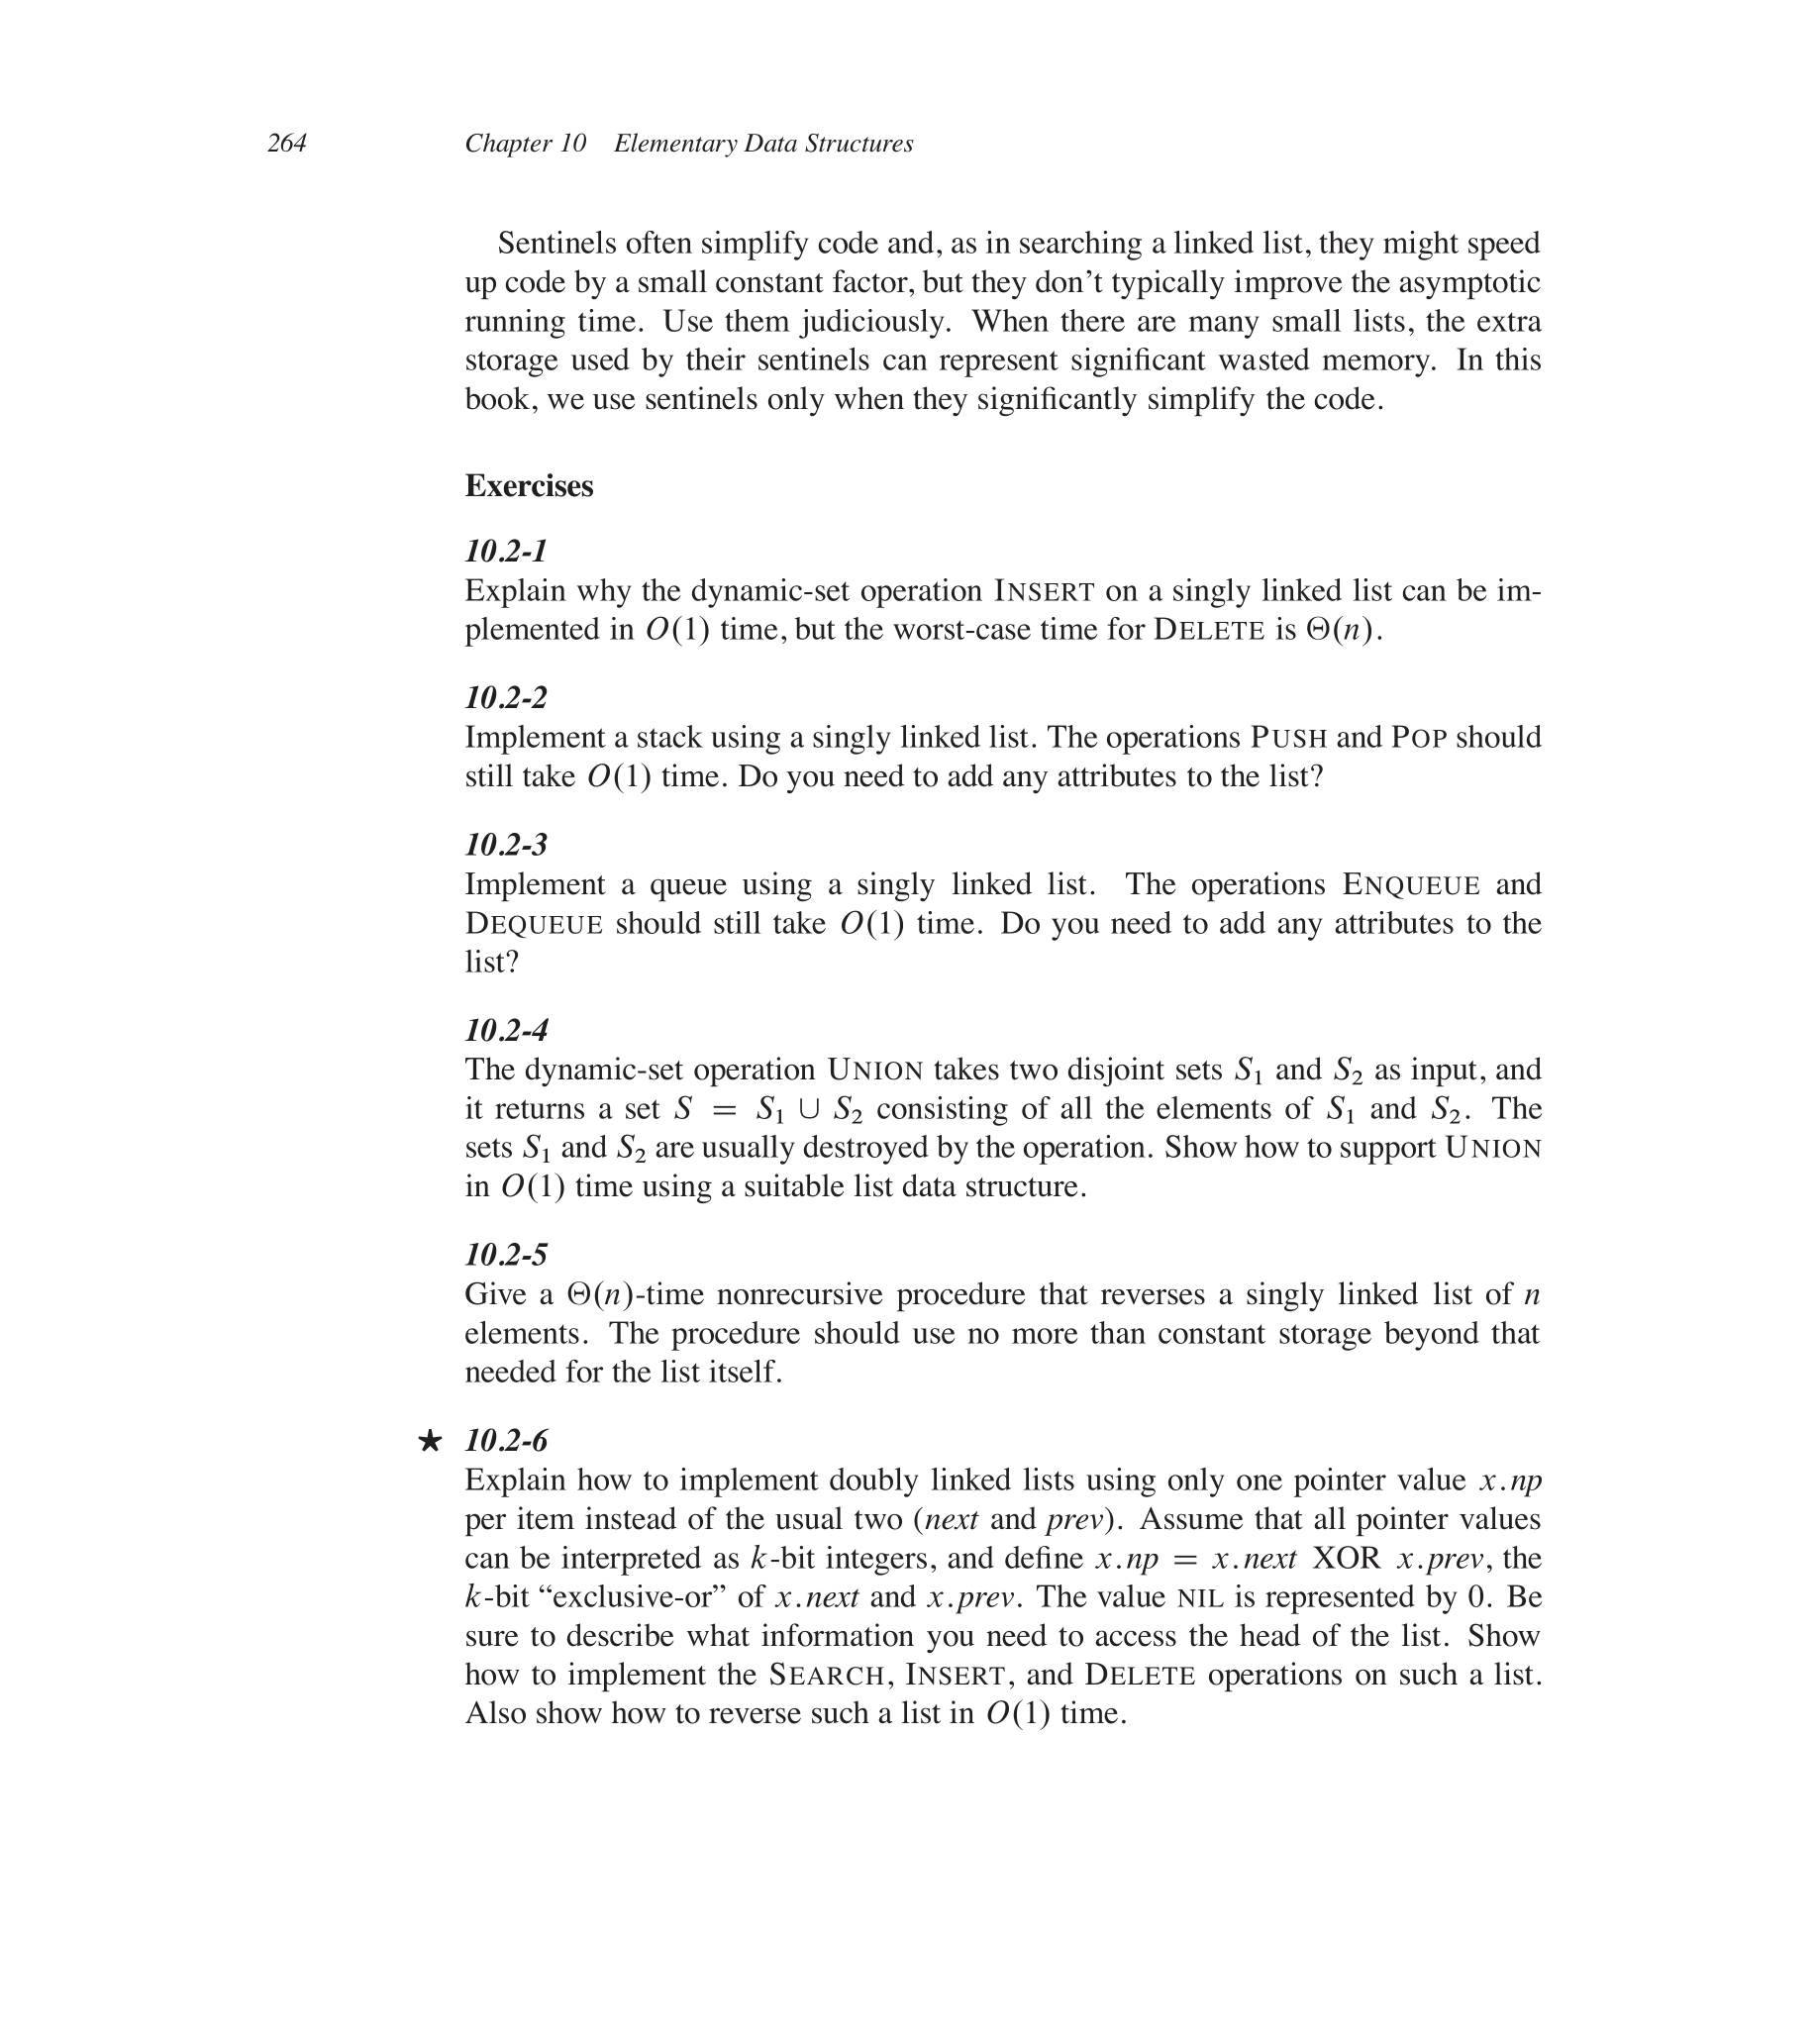 264 Chapter 10 Elementary Data Structures
Sentinels often simplify code and, as in searching a linked list, they might speed
up code by a small constant factor, but they don’t typically improve the asymptotic
running time. Use them judiciously. When there are many small lists, the extra
storage used by their sentinels can represent significant wasted memory. In this
book, we use sentinels only when they significantly simplify the code.
Exercises
10.2-1
Explain why the dynamic-set operation INSERT on a singly linked list can be im-
plemented in O(1) time, but the worst-case time for DELETE is Θ(n).
10.2-2
Implement a stack using a singly linked list. The operations PUSH and POP should
still take O(1) time. Do you need to add any attributes to the list?
10.2-3
Implement a queue using a singly linked list. The operations ENQUEUE and
DEQUEUE should still take O(1) time. Do you need to add any attributes to the
list?
10.2-4
The dynamic-set operation UNION takes two disjoint sets S₁ and S₂ as input, and
it returns a set S = S₁ ∪ S₂ consisting of all the elements of S₁ and S₂. The
sets S₁ and S₂ are usually destroyed by the operation. Show how to support UNION
in O(1) time using a suitable list data structure.
10.2-5
Give a Θ(n)-time nonrecursive procedure that reverses a singly linked list of n
elements. The procedure should use no more than constant storage beyond that
needed for the list itself.
★ 10.2-6
Explain how to implement doubly linked lists using only one pointer value x.np
per item instead of the usual two (next and prev). Assume that all pointer values
can be interpreted as k-bit integers, and define x.np = x.next XOR x.prev, the
k-bit “exclusive-or” of x.next and x.prev. The value NIL is represented by 0. Be
sure to describe what information you need to access the head of the list. Show
how to implement the SEARCH, INSERT, and DELETE operations on such a list.
Also show how to reverse such a list in O(1) time.